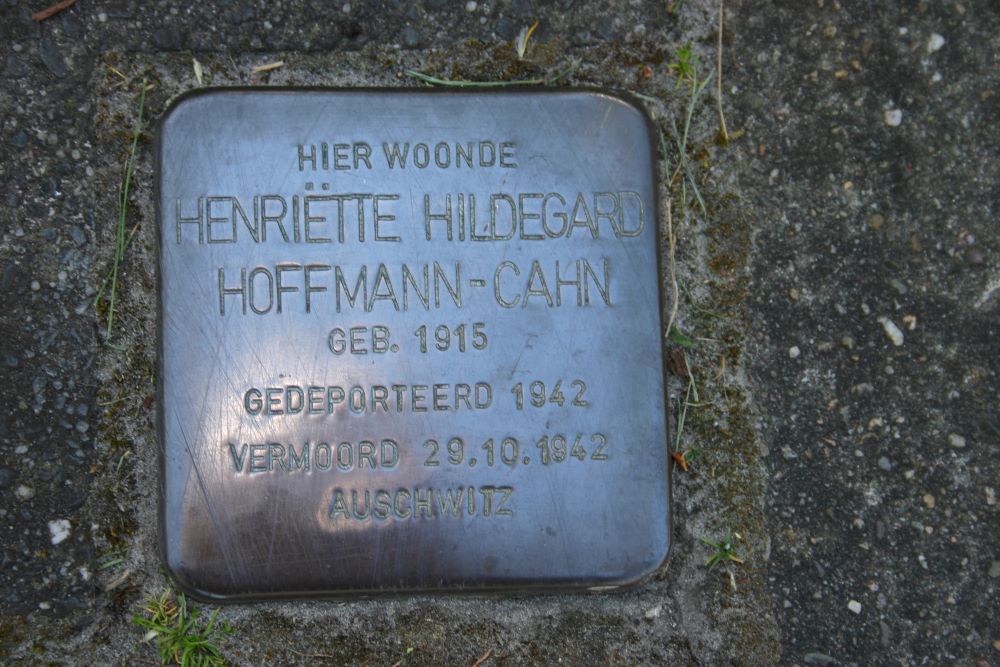 HIER WOONDE
HENRIËTTE HILDEGARD
HOFFMANN-CAHN
GEB. 1915
GEDEPORTEERD 1942
VERMOORD 29.10.1942
AUSCHWITZ